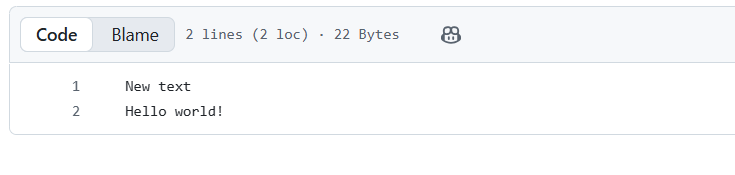 Code Blame 2 lines (2 loc) · 22 Bytes
1 New text
2 Hello world!